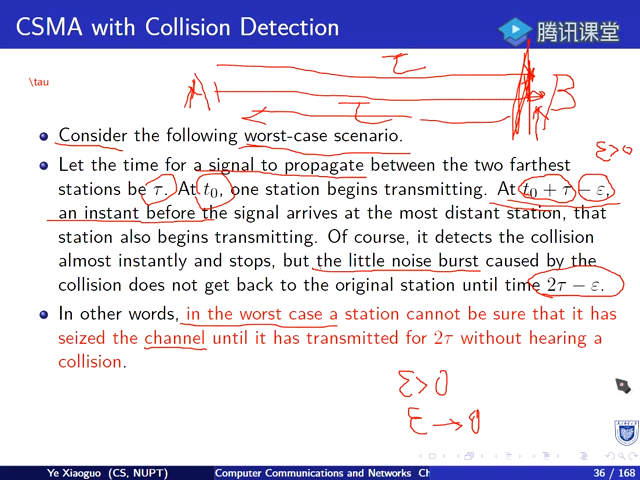 CSMA with Collision Detection
腾讯课堂
\tau
τ
A
B
τ
ε>0
Consider the following worst-case scenario.
Let the time for a signal to propagate between the two farthest
stations be τ. At t₀, one station begins transmitting. At t₀ + τ − ε,
an instant before the signal arrives at the most distant station, that
station also begins transmitting. Of course, it detects the collision
almost instantly and stops, but the little noise burst caused by the
collision does not get back to the original station until time 2τ − ε.
In other words, in the worst case a station cannot be sure that it has
seized the channel until it has transmitted for 2τ without hearing a
collision.
ε>0
ε→0
Ye Xiaoguo (CS, NUPT) Computer Communications and Networks Ch 36 / 168